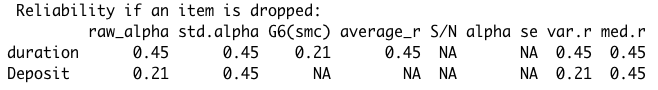 Reliability if an item is dropped:
raw_alpha std.alpha G6(smc) average_r S/N alpha se var.r med.r
duration 0.45 0.45 0.21 0.45 NA NA 0.45 0.45
Deposit 0.21 0.45 NA NA NA NA 0.21 0.45